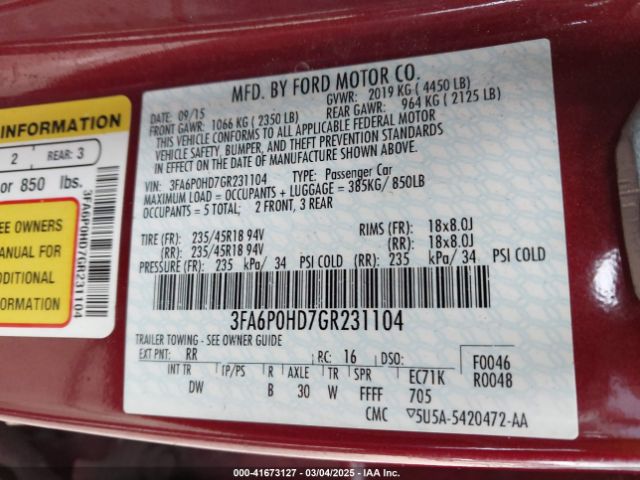 INFORMATION
2 REAR: 3
or 850 lbs.
SEE OWNERS
MANUAL FOR
ADDITIONAL
INFORMATION
3FA6P0HD7GR231104
MFD. BY FORD MOTOR CO.
DATE: 09/15 GVWR: 2019 KG ( 4450 LB)
FRONT GAWR: 1066 KG ( 2350 LB) REAR GAWR: 964 KG ( 2125 LB)
THIS VEHICLE CONFORMS TO ALL APPLICABLE FEDERAL MOTOR
VEHICLE SAFETY, BUMPER, AND THEFT PREVENTION STANDARDS
IN EFFECT ON THE DATE OF MANUFACTURE SHOWN ABOVE.
VIN: 3FA6P0HD7GR231104 TYPE: Passenger Car
MAXIMUM LOAD = OCCUPANTS + LUGGAGE = 385KG/ 850LB
OCCUPANTS = 5 TOTAL: 2 FRONT, 3 REAR
TIRE (FR): 235/45R18 94V RIMS (FR): 18x8.0J
(RR): 235/45R18 94V (RR): 18x8.0J
PRESSURE (FR): 235 kPa/ 34 PSI COLD (RR): 235 kPa/ 34 PSI COLD
3FA6P0HD7GR231104
TRAILER TOWING - SEE OWNER GUIDE
EXT PNT: RR RC: 16 DSO: F0046
INT TR TP/PS R AXLE TR SPR EC71K R0048
DW B 30 W FFFF 705
CMC 5U5A-5420472-AA
000-41673127 - 03/04/2025 - IAA Inc.